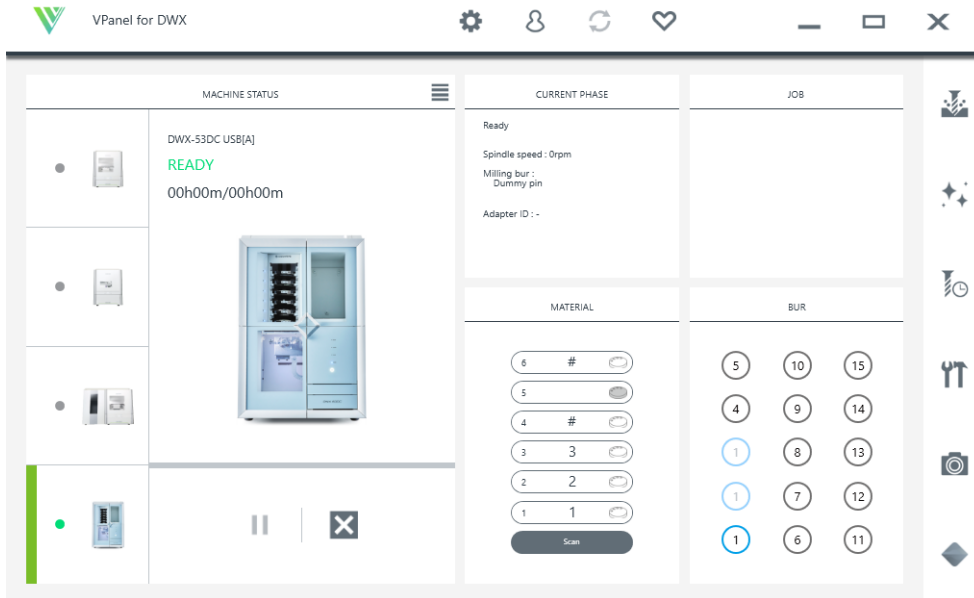 VPanel for DWX
MACHINE STATUS
DWX-53DC USB[A]
READY
00h00m/00h00m
CURRENT PHASE
Ready
Spindle speed : 0rpm
Milling bur :
Dummy pin
Adapter ID : -
JOB
MATERIAL
6 #
5
4 #
3 3
2 2
1 1
Scan
BUR
5 10 15
4 9 14
1 8 13
1 7 12
1 6 11